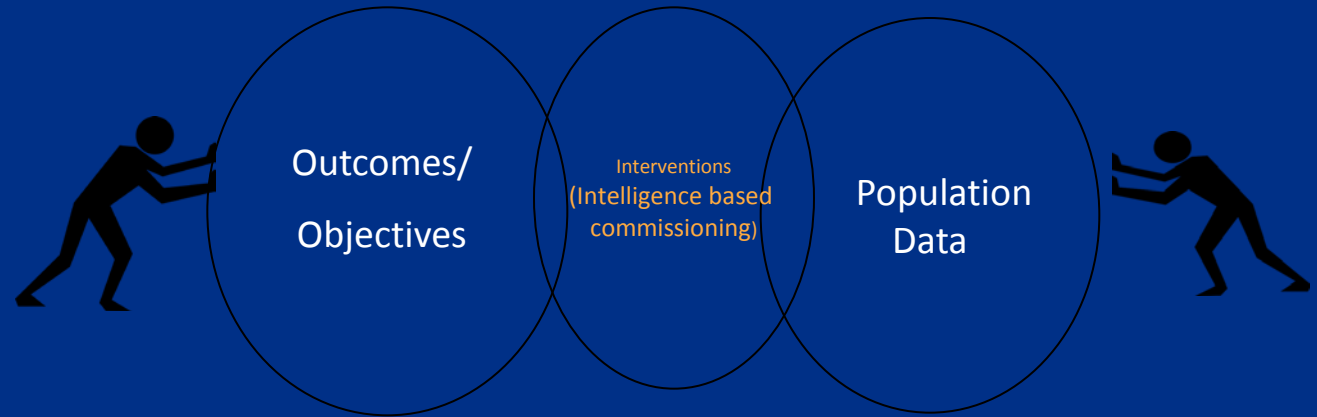 Outcomes/
Objectives
Interventions
(Intelligence based
commissioning)
Population
Data